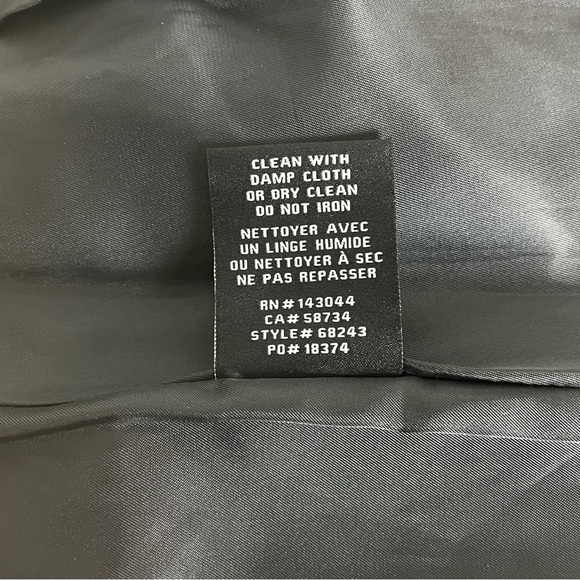 CLEAN WITH
DAMP CLOTH
OR DRY CLEAN
DO NOT IRON
NETTOYER AVEC
UN LINGE HUMIDE
OU NETTOYER À SEC
NE PAS REPASSER
RN# 143044
CA# 58734
STYLE# 68243
PO# 18374